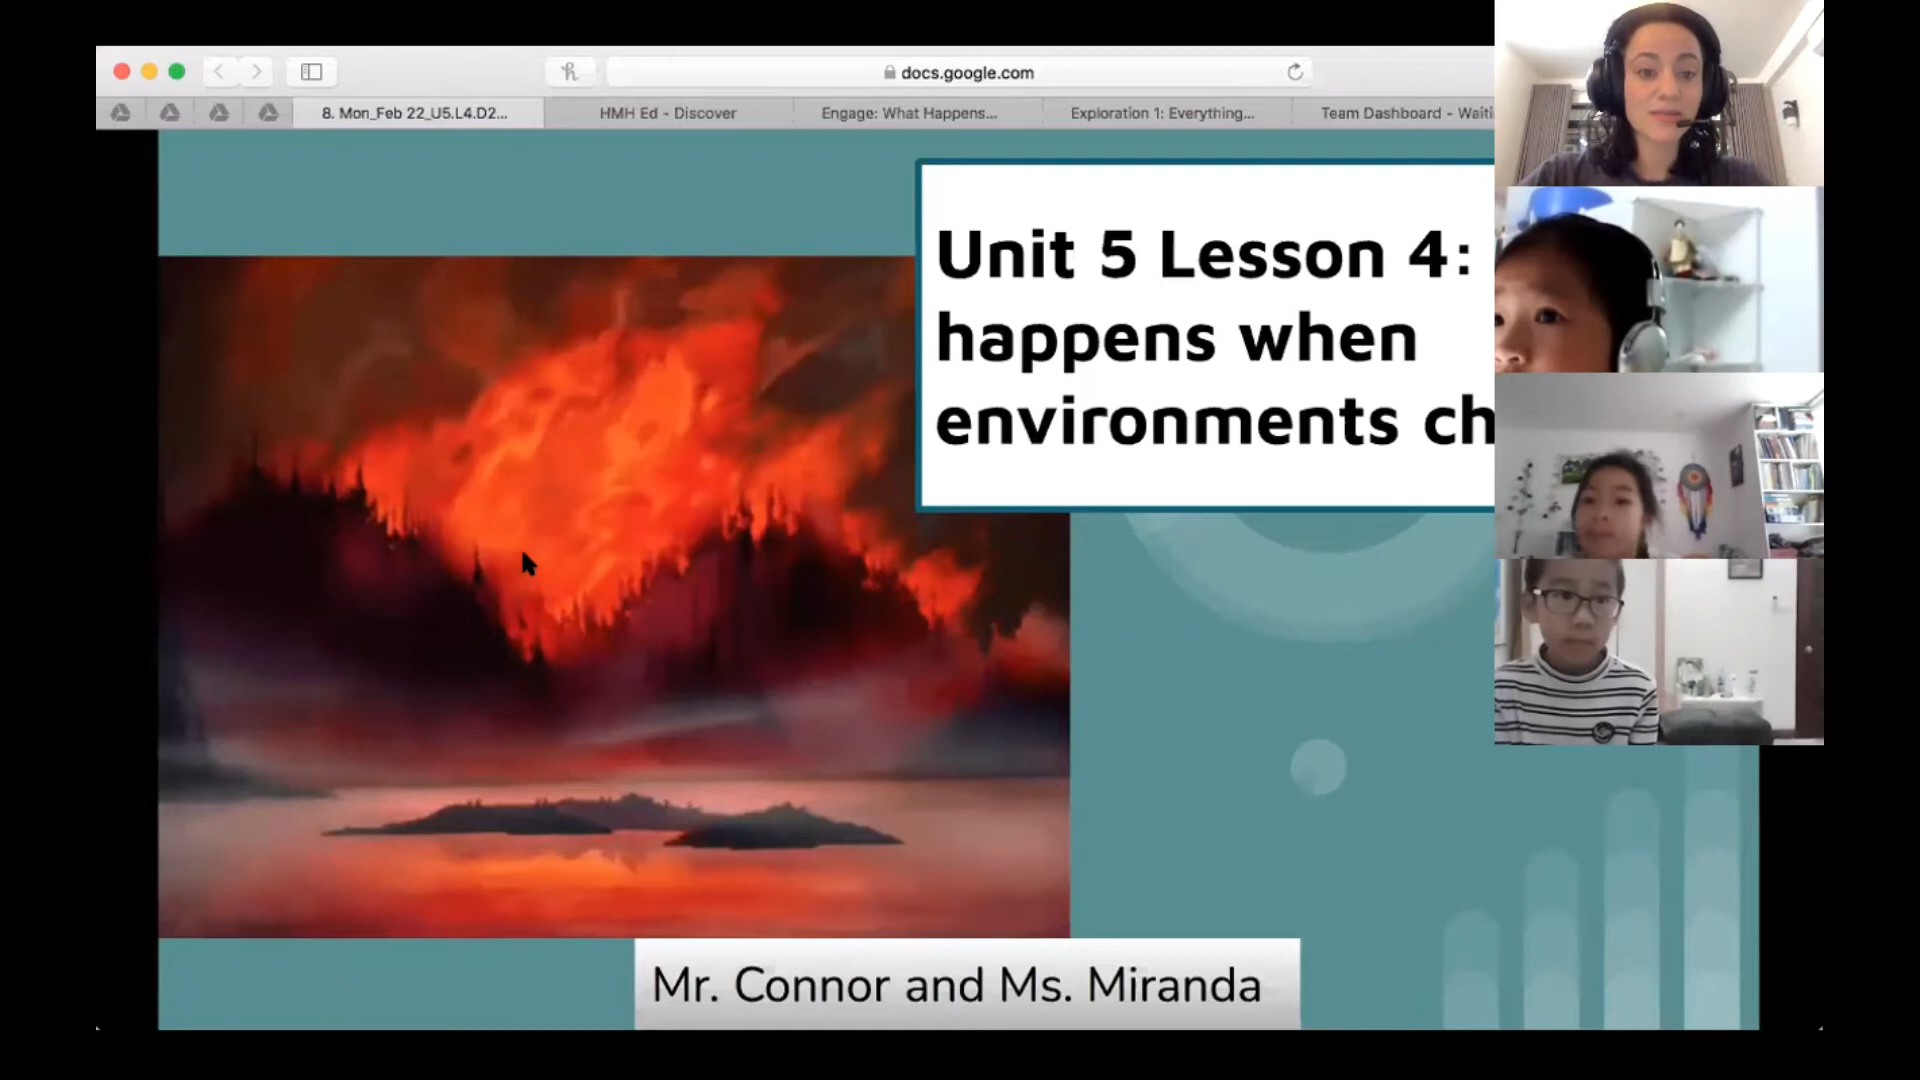 docs.google.com
8. Mon_Feb 22_U5.L4.D2...
HMH Ed - Discover
Engage: What Happens...
Exploration 1: Everything...
Team Dashboard - Waiti
Unit 5 Lesson 4:
happens when
environments ch
Mr. Connor and Ms. Miranda